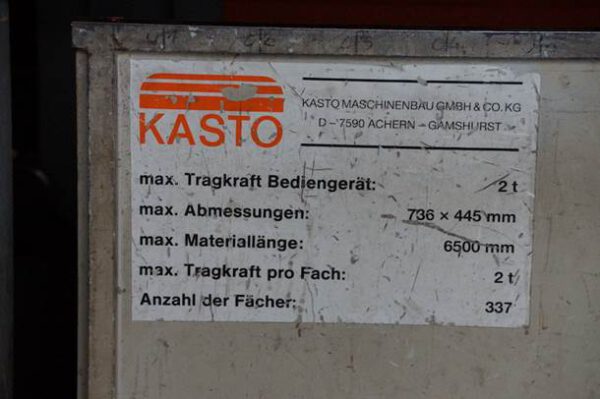 KASTO
KASTO MASCHINENBAU GMBH & CO. KG
D-7590 ACHERN-GAMSHURST
max. Tragkraft Bediengerät: 2 t
max. Abmessungen: 736 × 445 mm
max. Materiallänge: 6500 mm
max. Tragkraft pro Fach: 2 t
Anzahl der Fächer: 337